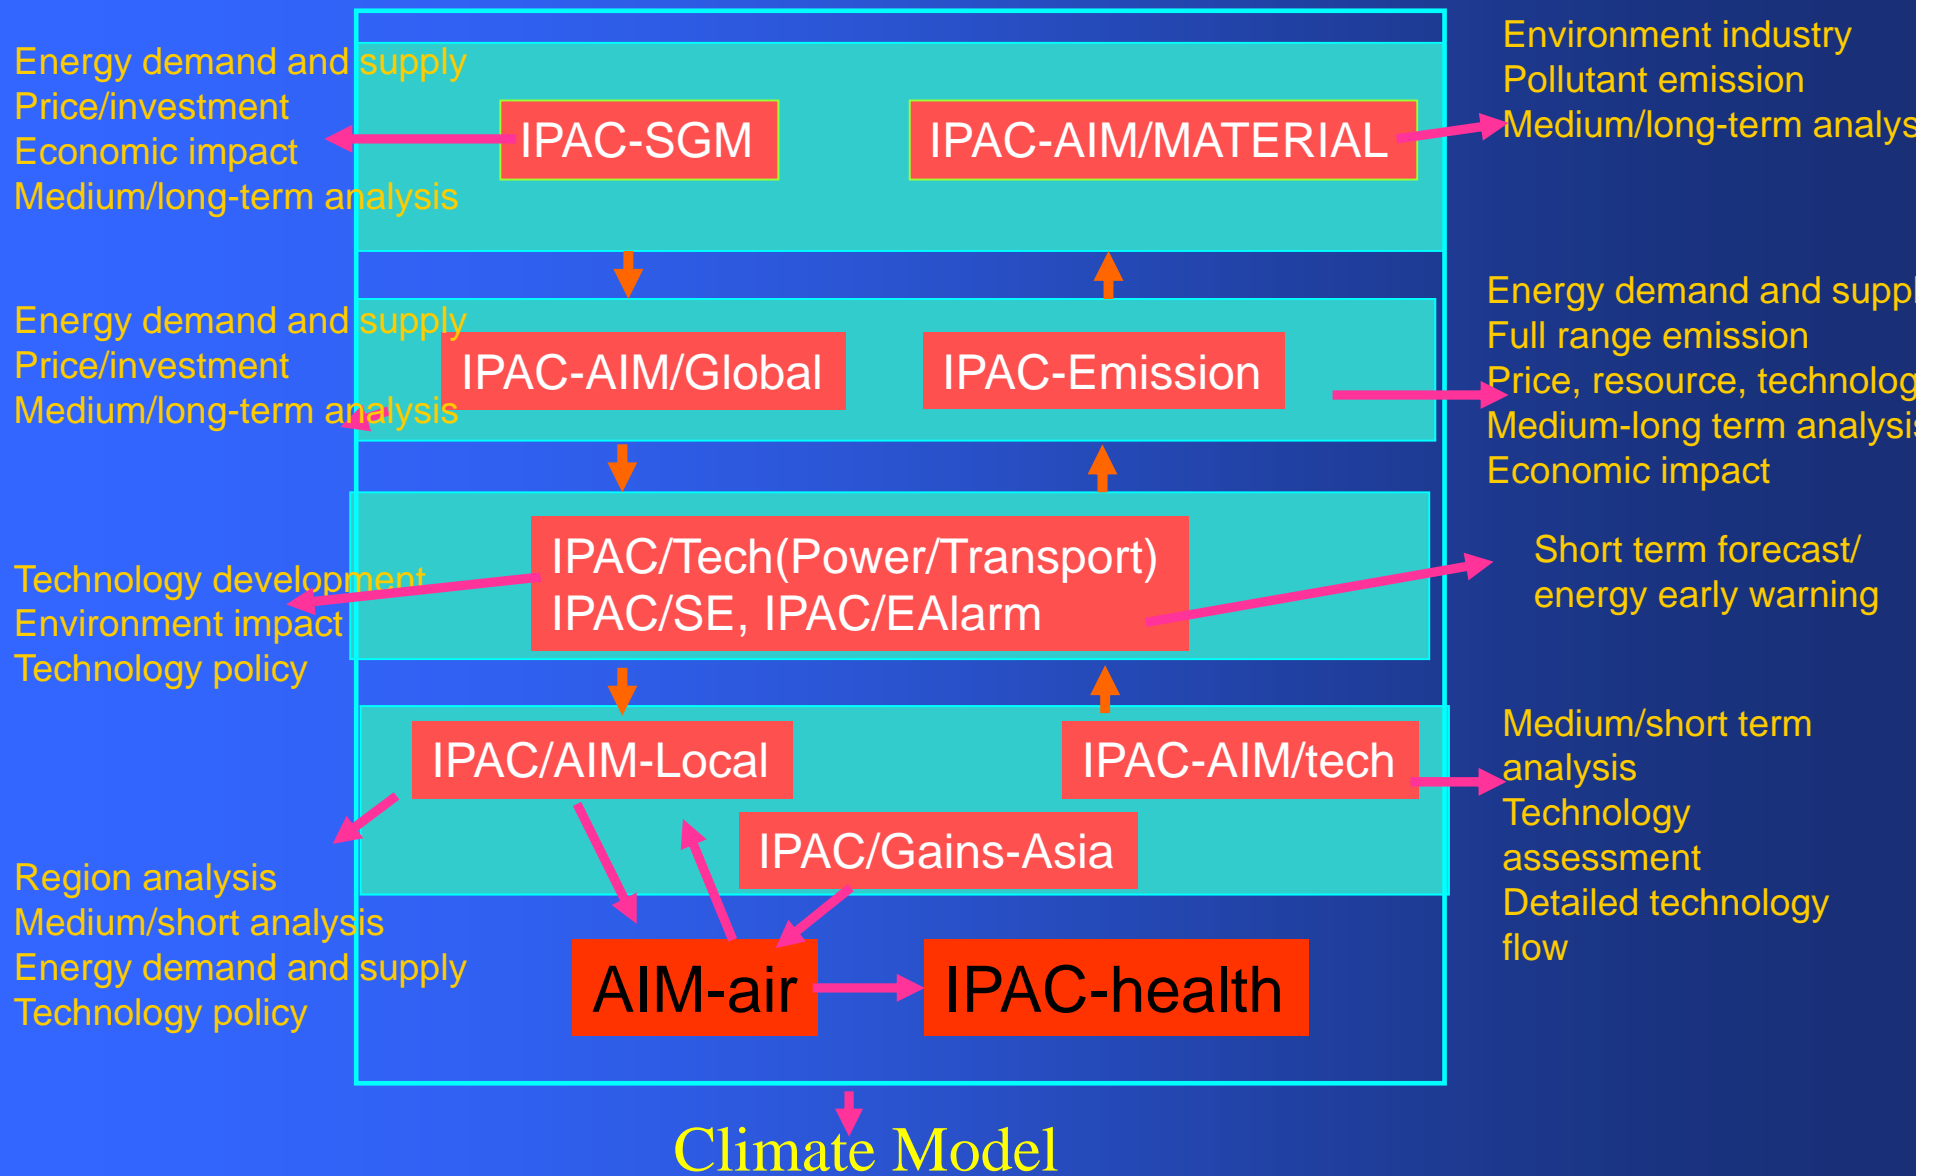 Energy demand and supply
Price/investment
Economic impact
Medium/long-term analysis
IPAC-SGM
IPAC-AIM/MATERIAL
Environment industry
Pollutant emission
Medium/long-term analys
Energy demand and supply
Price/investment
Medium/long-term analysis
IPAC-AIM/Global
IPAC-Emission
Energy demand and suppl
Full range emission
Price, resource, technolog
Medium-long term analysis
Economic impact
Technology development
Environment impact
Technology policy
IPAC/Tech(Power/Transport)
IPAC/SE, IPAC/EAlarm
Short term forecast/
energy early warning
IPAC/AIM-Local
IPAC-AIM/tech
IPAC/Gains-Asia
Medium/short term
analysis
Technology
assessment
Detailed technology
flow
Region analysis
Medium/short analysis
Energy demand and supply
Technology policy
AIM-air
IPAC-health
Climate Model